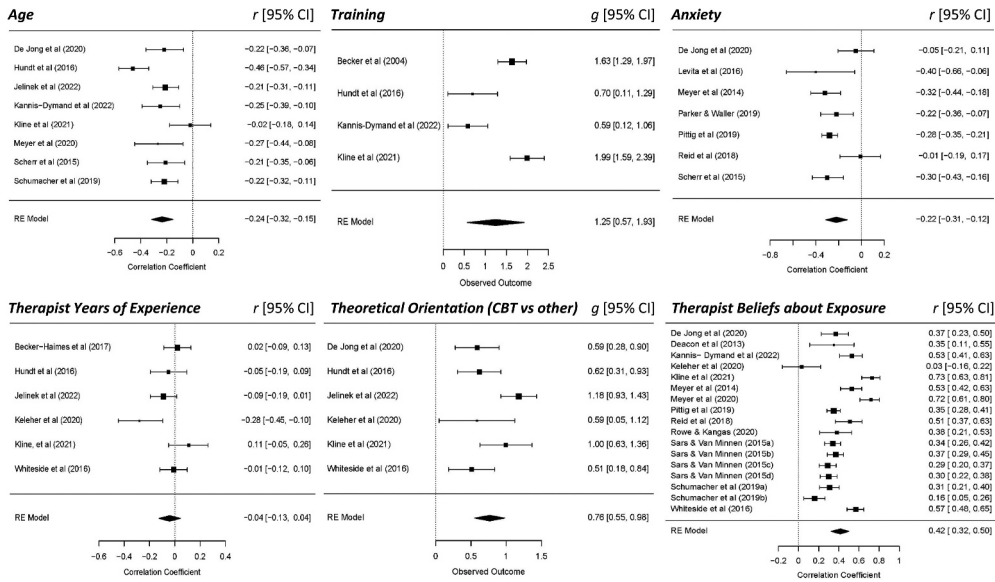 Age r [95% CI]
De Jong et al (2020) −0.22 [−0.36, −0.07]
Hundt et al (2016) −0.46 [−0.57, −0.34]
Jelinek et al (2022) −0.21 [−0.31, −0.11]
Kannis−Dymand et al (2022) −0.25 [−0.39, −0.10]
Kline et al (2021) −0.02 [−0.18, 0.14]
Meyer et al (2020) −0.27 [−0.44, −0.08]
Scherr et al (2015) −0.21 [−0.35, −0.06]
Schumacher et al (2019) −0.22 [−0.32, −0.11]
RE Model −0.24 [−0.32, −0.15]
−0.6 −0.2 0 0.2
Correlation Coefficient
Training g [95% CI]
Becker et al (2004) 1.63 [1.29, 1.97]
Hundt et al (2016) 0.70 [0.11, 1.29]
Kannis-Dymand et al (2022) 0.59 [0.12, 1.06]
Kline et al (2021) 1.99 [1.59, 2.39]
RE Model 1.25 [0.57, 1.93]
0 0.5 1 1.5 2 2.5
Observed Outcome
Anxiety r [95% CI]
De Jong et al (2020) −0.05 [−0.21, 0.11]
Levita et al (2016) −0.40 [−0.66, −0.06]
Meyer et al (2014) −0.32 [−0.44, −0.18]
Parker & Waller (2019) −0.22 [−0.36, −0.07]
Pittig et al (2019) −0.28 [−0.35, −0.21]
Reid et al (2018) −0.01 [−0.19, 0.17]
Scherr et al (2015) −0.30 [−0.43, −0.16]
RE Model −0.22 [−0.31, −0.12]
−0.8 −0.4 0 0.2
Correlation Coefficient
Therapist Years of Experience r [95% CI]
Becker−Haimes et al (2017) 0.02 [−0.09, 0.13]
Hundt et al (2016) −0.05 [−0.19, 0.09]
Jelinek et al (2022) −0.09 [−0.19, 0.01]
Keleher et al (2020) −0.28 [−0.45, −0.10]
Kline, et al (2021) 0.11 [−0.05, 0.26]
Whiteside et al (2016) −0.01 [−0.12, 0.10]
RE Model −0.04 [−0.13, 0.04]
−0.6 −0.4 −0.2 0 0.2 0.4
Correlation Coefficient
Theoretical Orientation (CBT vs other) g [95% CI]
De Jong et al (2020) 0.59 [0.28, 0.90]
Hundt et al (2016) 0.62 [0.31, 0.93]
Jelinek et al (2022) 1.18 [0.93, 1.43]
Keleher et al (2020) 0.59 [0.05, 1.12]
Kline et al (2021) 1.00 [0.63, 1.36]
Whiteside et al (2016) 0.51 [0.18, 0.84]
RE Model 0.76 [0.55, 0.98]
0 0.5 1 1.5
Observed Outcome
Therapist Beliefs about Exposure r [95% CI]
De Jong et al (2020) 0.37 [ 0.23, 0.50]
Deacon et al (2013) 0.35 [ 0.11, 0.55]
Kannis− Dymand et al (2022) 0.53 [ 0.41, 0.63]
Keleher et al (2020) 0.03 [−0.16, 0.22]
Kline et al (2021) 0.73 [ 0.63, 0.81]
Meyer et al (2014) 0.53 [ 0.42, 0.63]
Meyer et al (2020) 0.72 [ 0.61, 0.80]
Pittig et al (2019) 0.35 [ 0.28, 0.41]
Reid et al (2018) 0.51 [ 0.37, 0.63]
Rowe & Kangas (2020) 0.38 [ 0.21, 0.53]
Sars & Van Minnen (2015a) 0.34 [ 0.26, 0.42]
Sars & Van Minnen (2015b) 0.37 [ 0.29, 0.45]
Sars & Van Minnen (2015c) 0.29 [ 0.20, 0.37]
Sars & Van Minnen (2015d) 0.30 [ 0.22, 0.38]
Schumacher et al (2019a) 0.31 [ 0.21, 0.40]
Schumacher et al (2019b) 0.16 [ 0.05, 0.26]
Whiteside et al (2016) 0.57 [ 0.48, 0.65]
RE Model 0.42 [ 0.32, 0.50]
−0.2 0 0.2 0.4 0.6 0.8 1
Correlation Coefficient